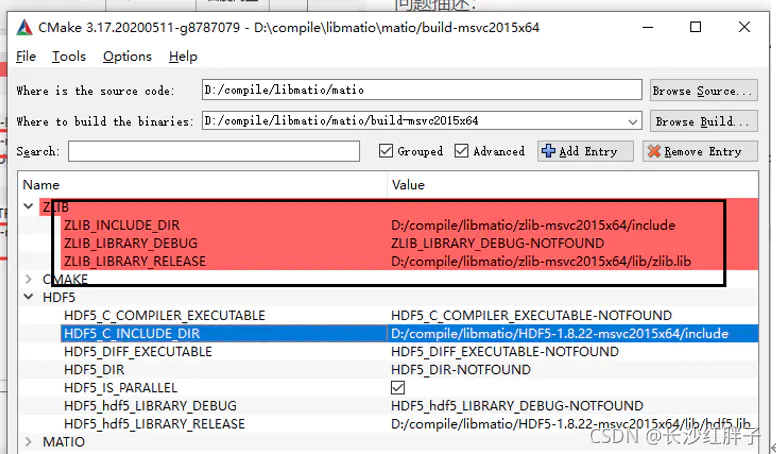 问题描述:
CMake 3.17.20200511-g8787079 - D:\compile\libmatio\matio\build-msvc2015x64
File Tools Options Help
Where is the source code: D:/compile/libmatio/matio Browse Source...
Where to build the binaries: D:/compile/libmatio/matio/build-msvc2015x64 Browse Build...
Search: Grouped Advanced Add Entry Remove Entry
Name Value
ZLIB
ZLIB_INCLUDE_DIR D:/compile/libmatio/zlib-msvc2015x64/include
ZLIB_LIBRARY_DEBUG ZLIB_LIBRARY_DEBUG-NOTFOUND
ZLIB_LIBRARY_RELEASE D:/compile/libmatio/zlib-msvc2015x64/lib/zlib.lib
CMAKE
HDF5
HDF5_C_COMPILER_EXECUTABLE HDF5_C_COMPILER_EXECUTABLE-NOTFOUND
HDF5_C_INCLUDE_DIR D:/compile/libmatio/HDF5-1.8.22-msvc2015x64/include
HDF5_DIFF_EXECUTABLE HDF5_DIFF_EXECUTABLE-NOTFOUND
HDF5_DIR HDF5_DIR-NOTFOUND
HDF5_IS_PARALLEL
HDF5_hdf5_LIBRARY_DEBUG HDF5_hdf5_LIBRARY_DEBUG-NOTFOUND
HDF5_hdf5_LIBRARY_RELEASE D:/compile/libmatio/HDF5-1.8.22-msvc2015x64/lib/hdf5.lib
MATIO
CSDN @长沙红胖子